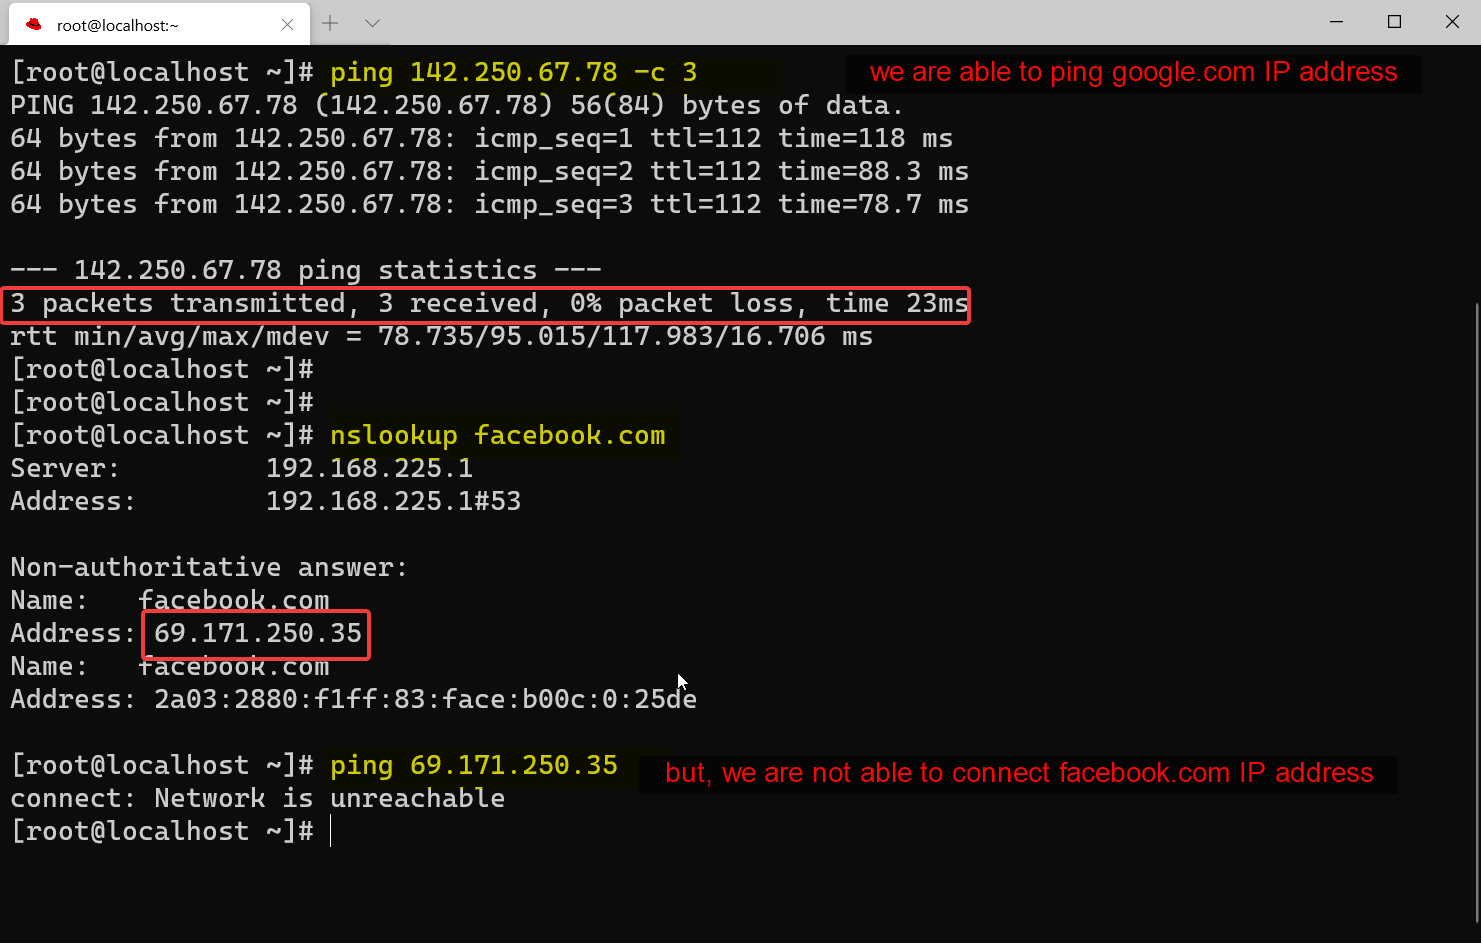 root@localhost:~
[root@localhost ~]# ping 142.250.67.78 -c 3
we are able to ping google.com IP address
PING 142.250.67.78 (142.250.67.78) 56(84) bytes of data.
64 bytes from 142.250.67.78: icmp_seq=1 ttl=112 time=118 ms
64 bytes from 142.250.67.78: icmp_seq=2 ttl=112 time=88.3 ms
64 bytes from 142.250.67.78: icmp_seq=3 ttl=112 time=78.7 ms
--- 142.250.67.78 ping statistics ---
3 packets transmitted, 3 received, 0% packet loss, time 23ms
rtt min/avg/max/mdev = 78.735/95.015/117.983/16.706 ms
[root@localhost ~]#
[root@localhost ~]#
[root@localhost ~]# nslookup facebook.com
Server: 192.168.225.1
Address: 192.168.225.1#53
Non-authoritative answer:
Name: facebook.com
Address: 69.171.250.35
Name: facebook.com
Address: 2a03:2880:f1ff:83:face:b00c:0:25de
[root@localhost ~]# ping 69.171.250.35
but, we are not able to connect facebook.com IP address
connect: Network is unreachable
[root@localhost ~]#